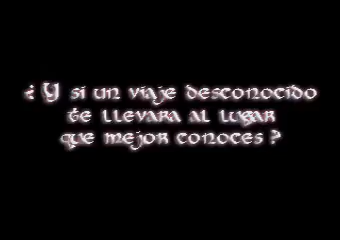 ¿ Y si un viaje desconocido
te llevara al lugar
que mejor conoces ?